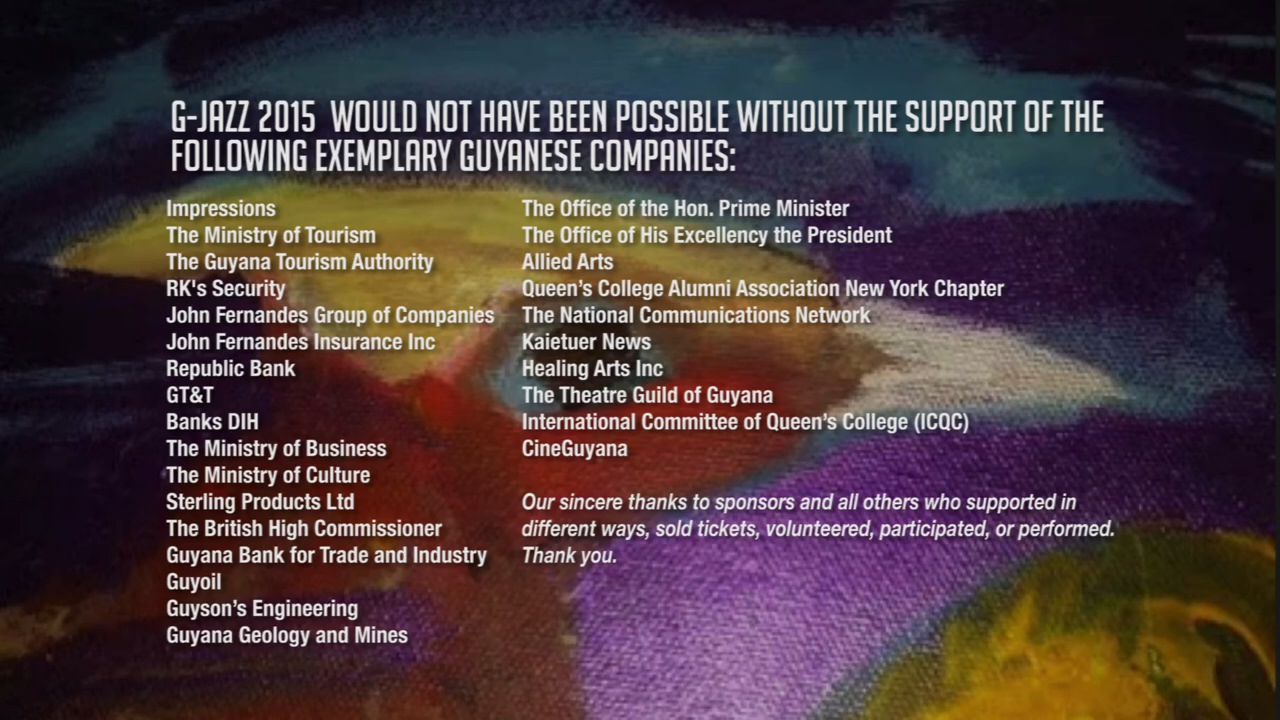 G-JAZZ 2015 WOULD NOT HAVE BEEN POSSIBLE WITHOUT THE SUPPORT OF THE
FOLLOWING EXEMPLARY GUYANESE COMPANIES:
Impressions
The Ministry of Tourism
The Guyana Tourism Authority
RK's Security
John Fernandes Group of Companies
John Fernandes Insurance Inc
Republic Bank
GT&T
Banks DIH
The Ministry of Business
The Ministry of Culture
Sterling Products Ltd
The British High Commissioner
Guyana Bank for Trade and Industry
Guyoil
Guyson’s Engineering
Guyana Geology and Mines
The Office of the Hon. Prime Minister
The Office of His Excellency the President
Allied Arts
Queen’s College Alumni Association New York Chapter
The National Communications Network
Kaietuer News
Healing Arts Inc
The Theatre Guild of Guyana
International Committee of Queen’s College (ICQC)
CineGuyana
Our sincere thanks to sponsors and all others who supported in
different ways, sold tickets, volunteered, participated, or performed.
Thank you.